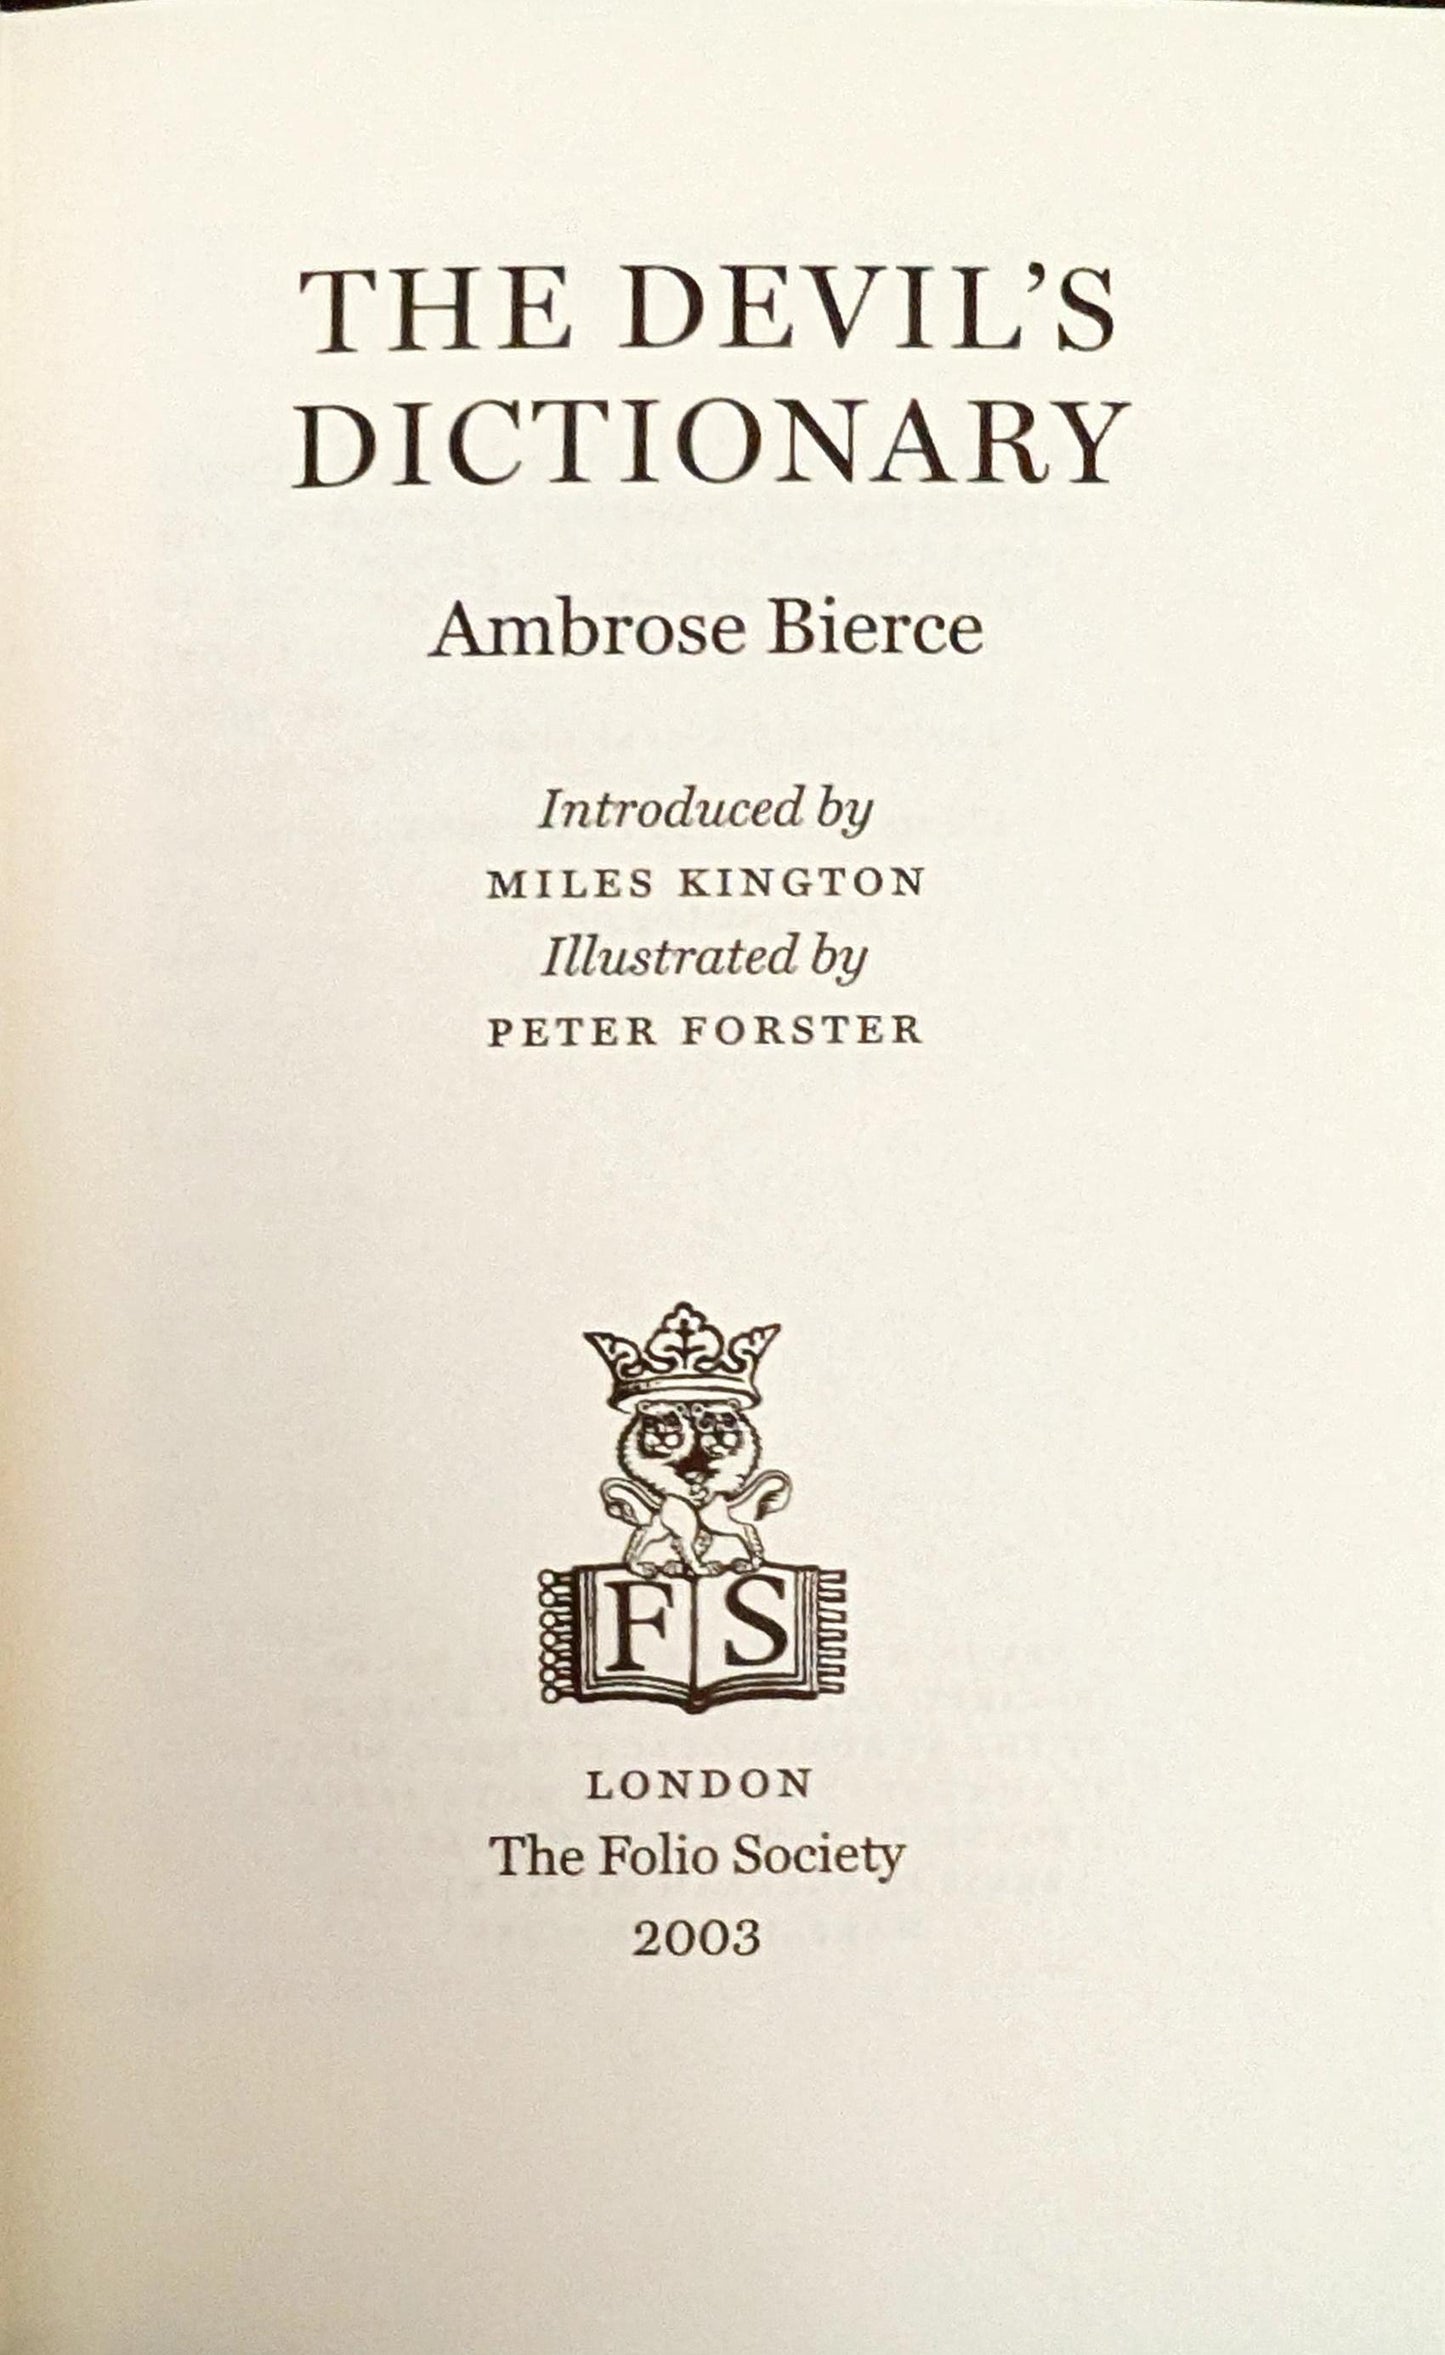 THE DEVIL’S
DICTIONARY
Ambrose Bierce
Introduced by
MILES KINGTON
Illustrated by
PETER FORSTER
F S
LONDON
The Folio Society
2003